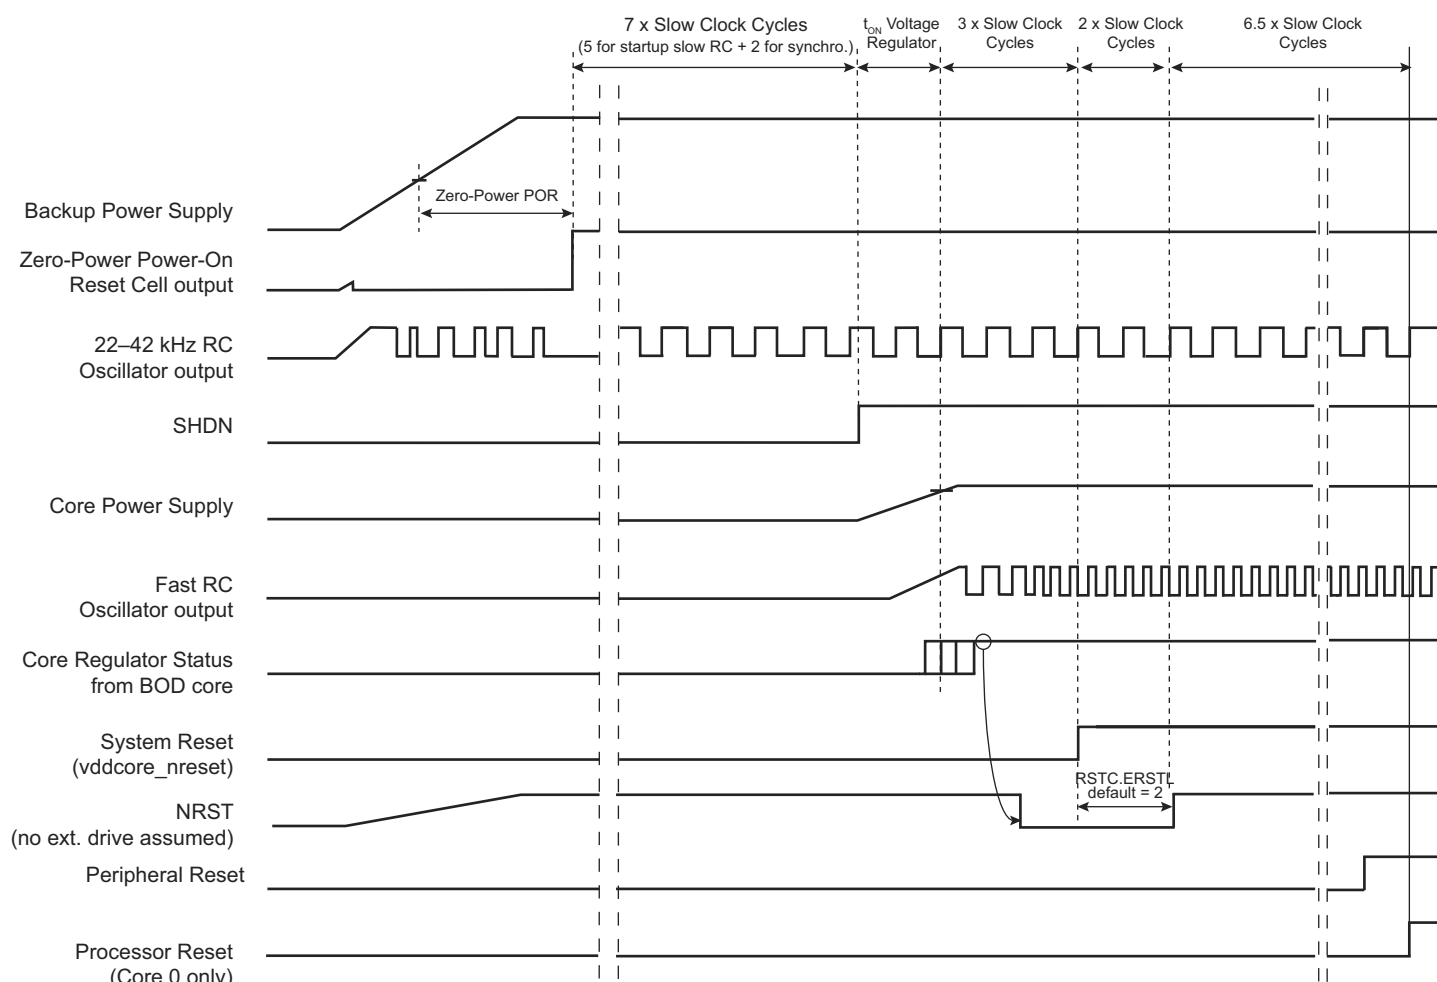 7 x Slow Clock Cycles
(5 for startup slow RC + 2 for synchro.)
tON Voltage
Regulator
3 x Slow Clock
Cycles
2 x Slow Clock
Cycles
6.5 x Slow Clock
Cycles
Zero-Power POR
Backup Power Supply
Zero-Power Power-On
Reset Cell output
22–42 kHz RC
Oscillator output
SHDN
Core Power Supply
Fast RC
Oscillator output
Core Regulator Status
from BOD core
System Reset
(vddcore_nreset)
RSTC.ERSTL
default = 2
NRST
(no ext. drive assumed)
Peripheral Reset
Processor Reset
(Core 0 only)